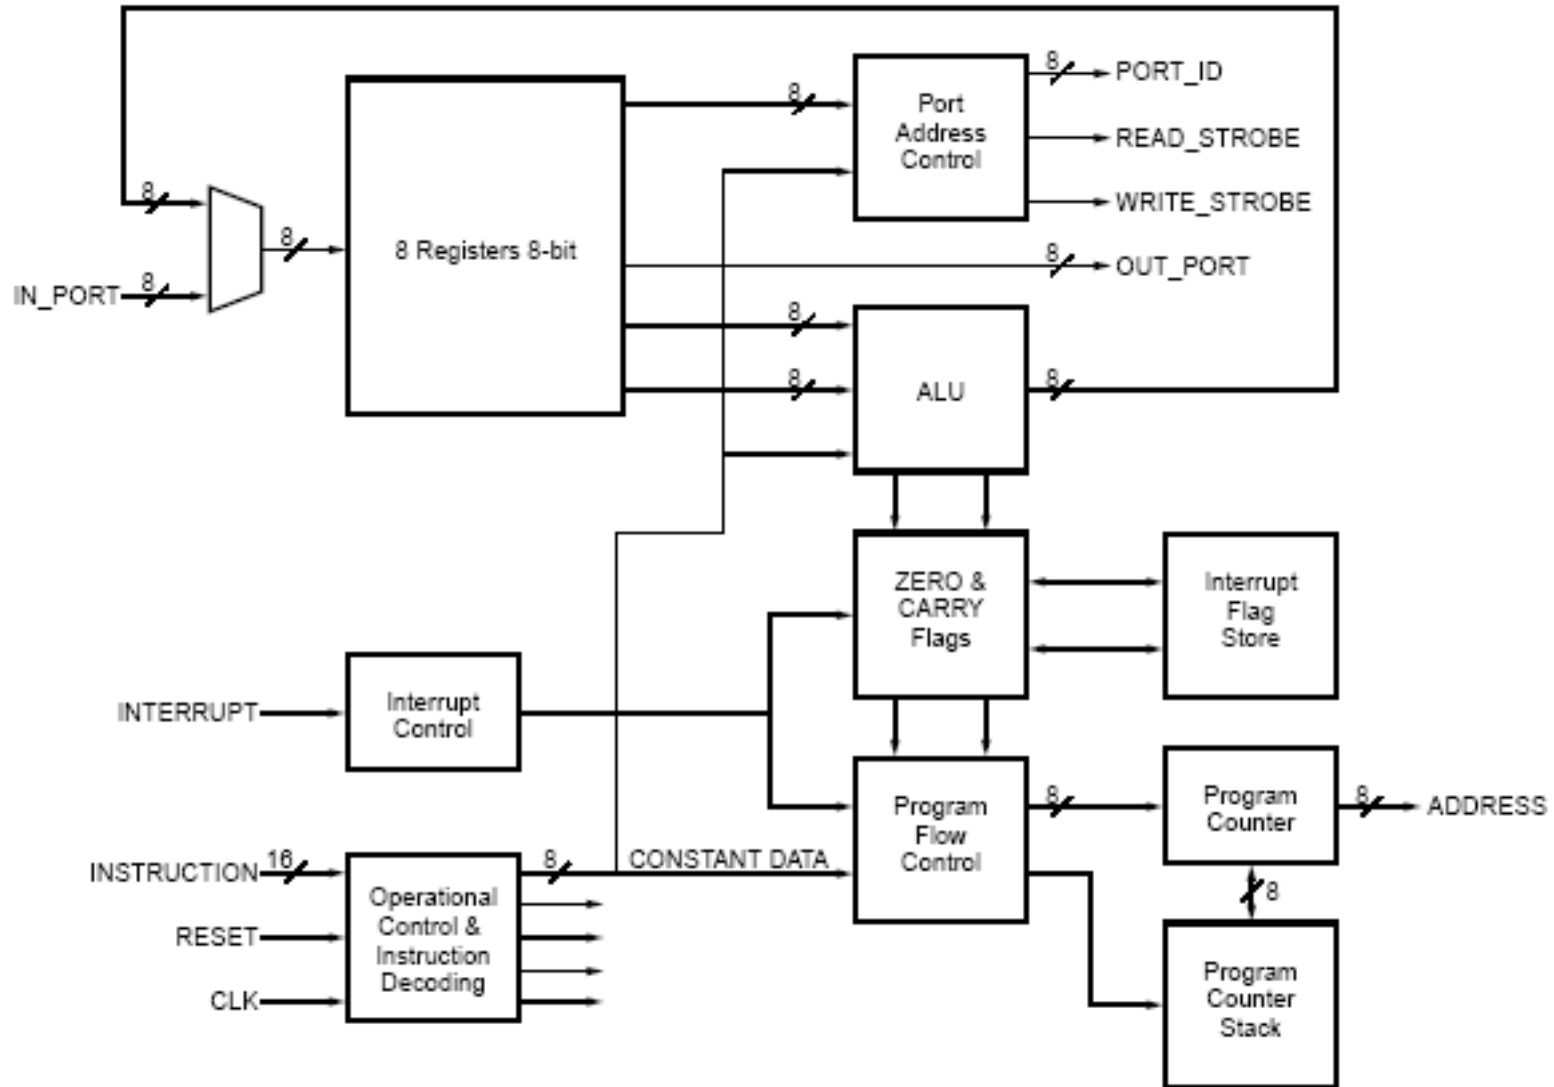 8
PORT_ID
Port
Address
Control
8
READ_STROBE
WRITE_STROBE
8
8
8 Registers 8-bit
8
OUT_PORT
IN_PORT
8
8
8
ALU
8
ZERO &
CARRY
Flags
Interrupt
Flag
Store
INTERRUPT
Interrupt
Control
Program
Flow
Control
8
Program
Counter
8
ADDRESS
INSTRUCTION
16
8
CONSTANT DATA
8
RESET
CLK
Operational
Control &
Instruction
Decoding
Program
Counter
Stack